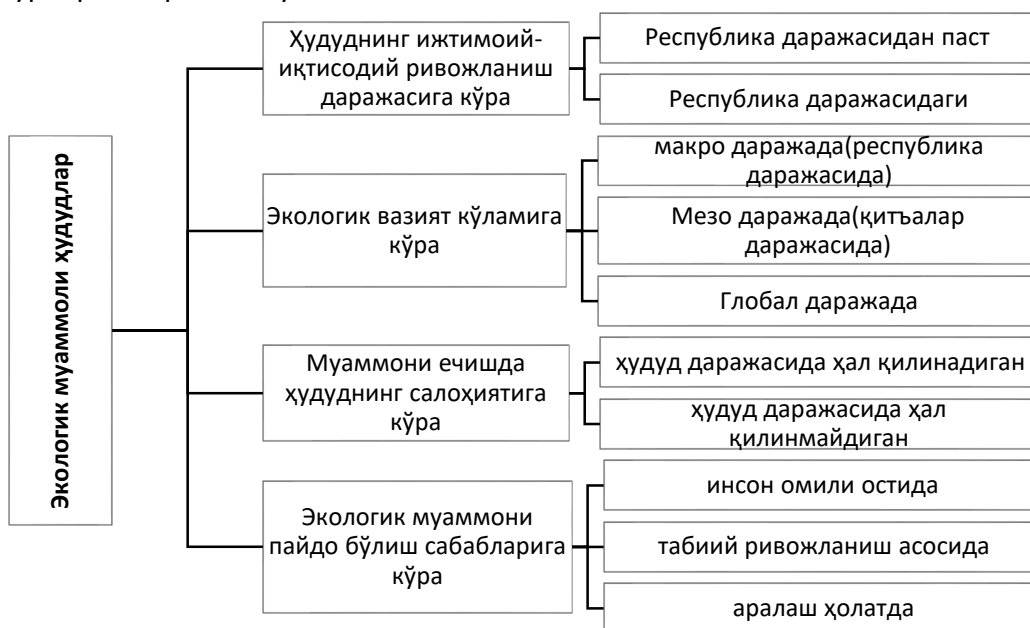 Экологик муаммоли ҳудудлар
Ҳудуднинг ижтимоий-
иқтисодий ривожланиш
даражасига кўра
Республика даражасидан паст
Республика даражасидаги
Экологик вазият кўламига
кўра
макро даражада(республика
даражасида)
Мезо даражада(қитъалар
даражасида)
Глобал даражада
Муаммони ечишда
ҳудуднинг салоҳиятига
кўра
ҳудуд даражасида ҳал қилинадиган
ҳудуд даражасида ҳал
қилинмайдиган
Экологик муаммони
пайдо бўлиш сабабларига
кўра
инсон омили остида
табиий ривожланиш асосида
аралаш ҳолатда